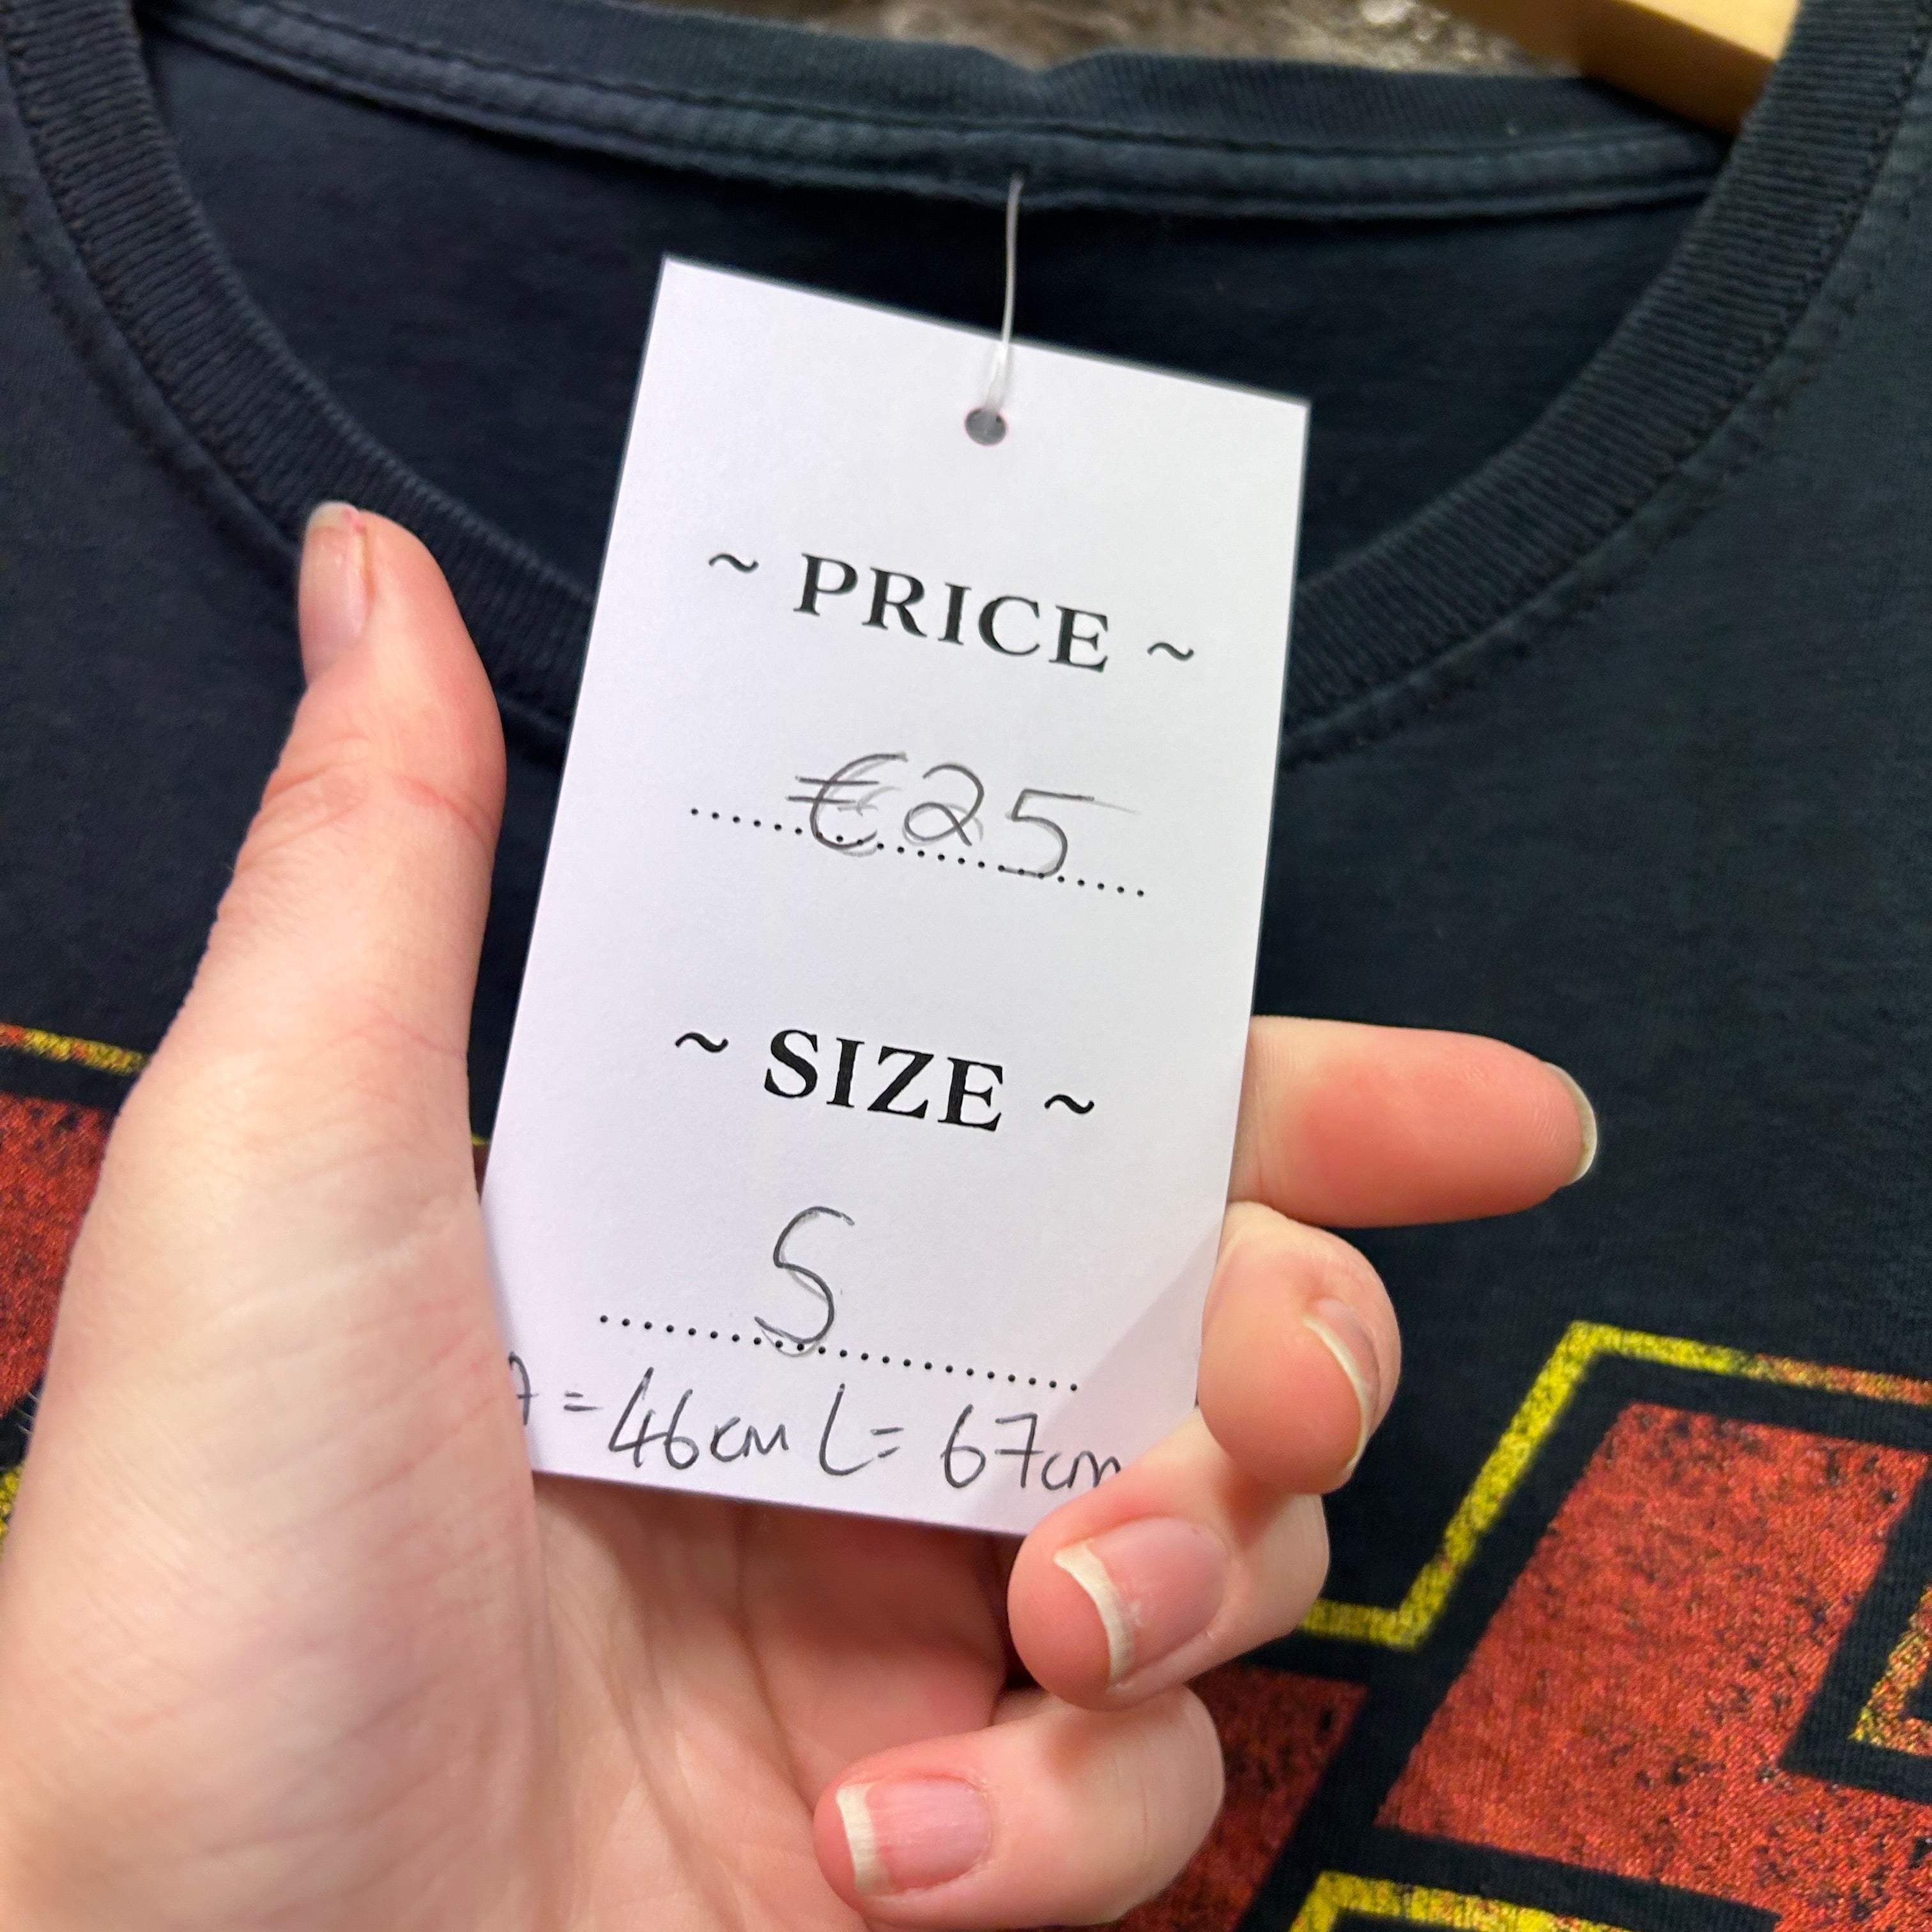 ~ PRICE ~
€25
~ SIZE ~
S
= 46cm L = 67cm